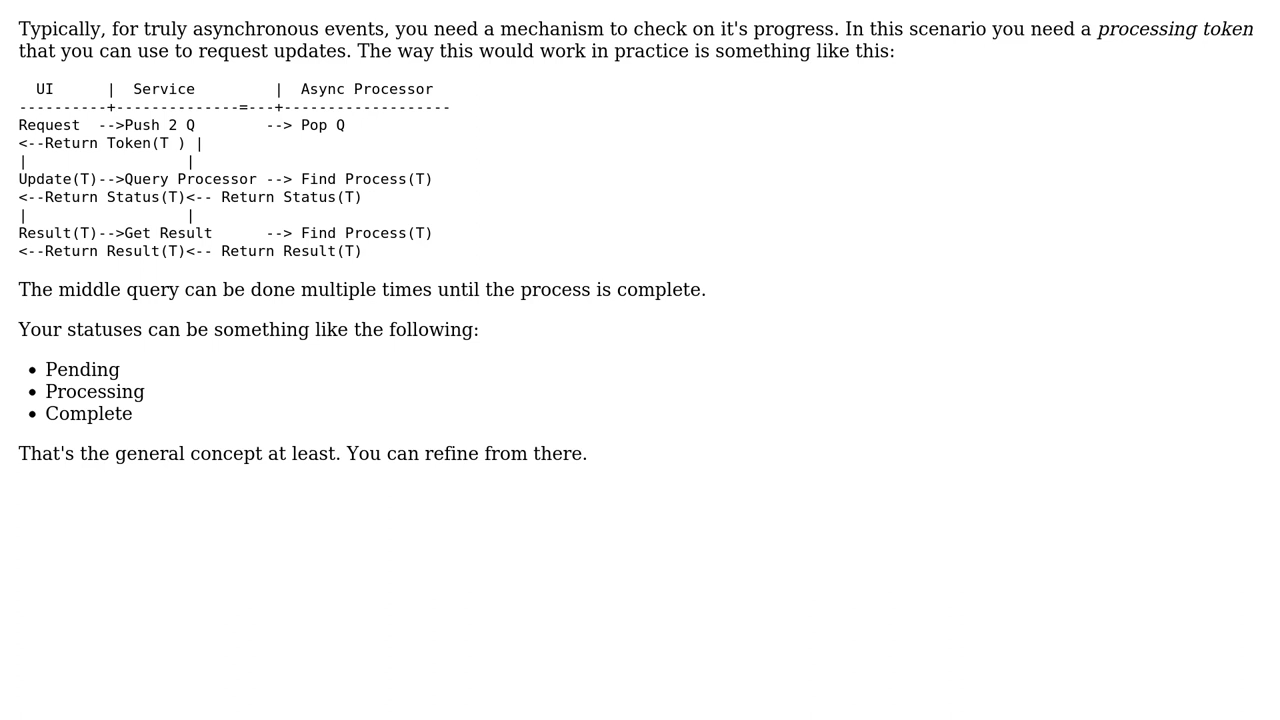 Typically, for truly asynchronous events, you need a mechanism to check on it's progress. In this scenario you need a processing token
that you can use to request updates. The way this would work in practice is something like this:
  UI      |  Service         |  Async Processor
----------+--------------=---+-------------------
Request  -->Push 2 Q        --> Pop Q
<--Return Token(T ) |
|                  |
Update(T)-->Query Processor --> Find Process(T)
<--Return Status(T)<-- Return Status(T)
|                  |
Result(T)-->Get Result      --> Find Process(T)
<--Return Result(T)<-- Return Result(T)
The middle query can be done multiple times until the process is complete.
Your statuses can be something like the following:
• Pending
• Processing
• Complete
That's the general concept at least. You can refine from there.